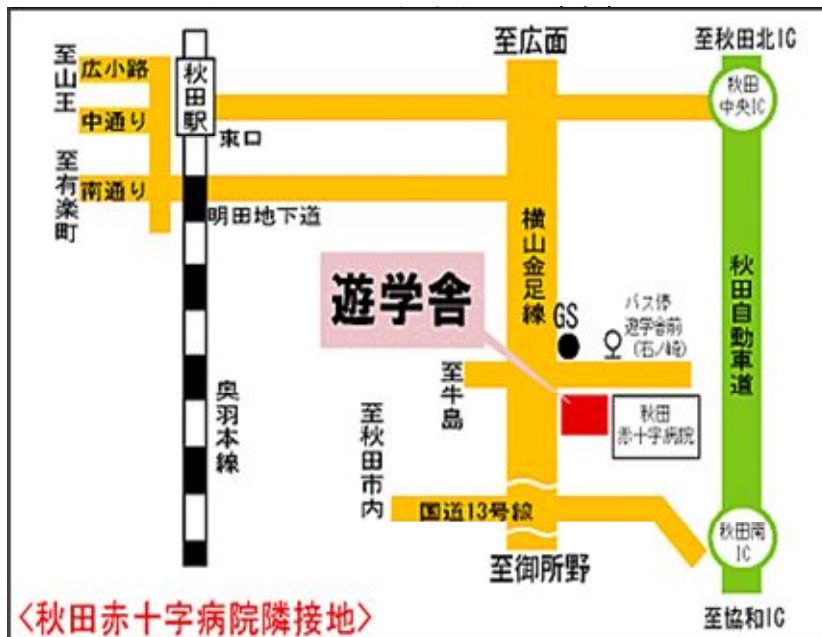 至広面
至秋田北IC
至山王
広小路
秋田駅
秋田
中央IC
中通り
東口
至有楽町
南通り
明田地下道
横山金足線
遊学舎
GS
バス停
遊学舎前
(石ノ崎)
秋田自動車道
至牛島
奥羽本線
至秋田市内
秋田
赤十字病院
国道13号線
秋田南
IC
至御所野
〈秋田赤十字病院隣接地〉
至協和IC